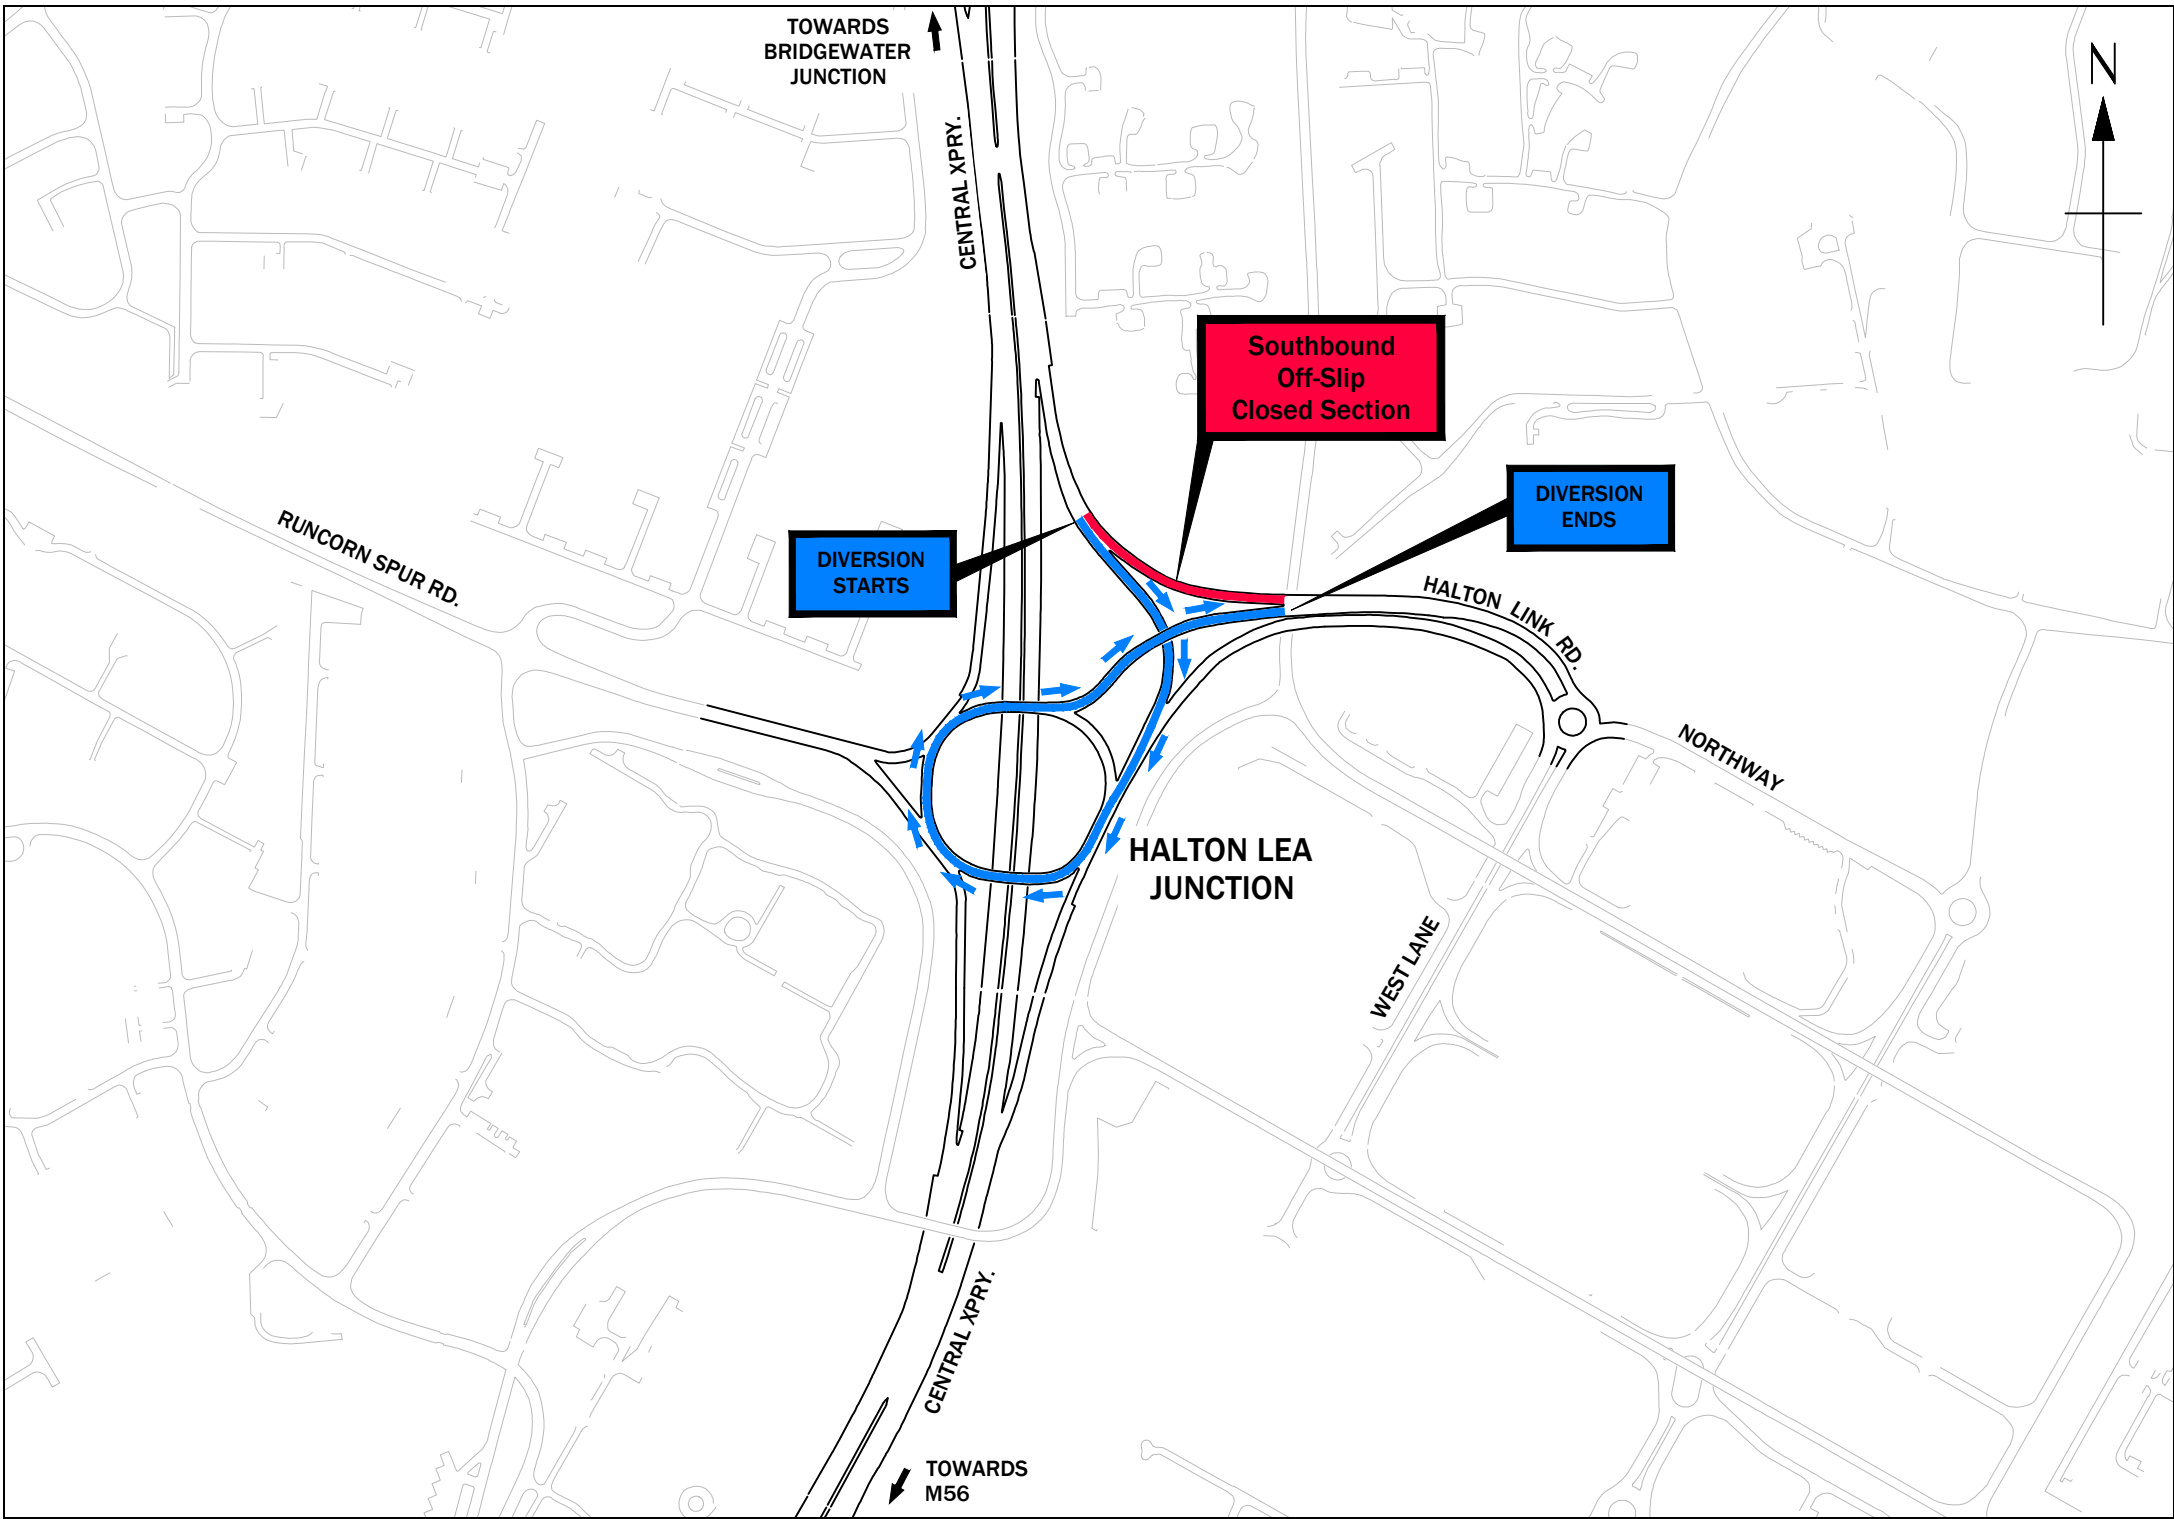 TOWARDS
BRIDGEWATER
JUNCTION
N
CENTRAL XPRY.
Southbound
Off-Slip
Closed Section
DIVERSION
ENDS
RUNCORN SPUR RD.
DIVERSION
STARTS
HALTON LINK RD.
NORTHWAY
HALTON LEA
JUNCTION
WEST LANE
CENTRAL XPRY.
TOWARDS
M56